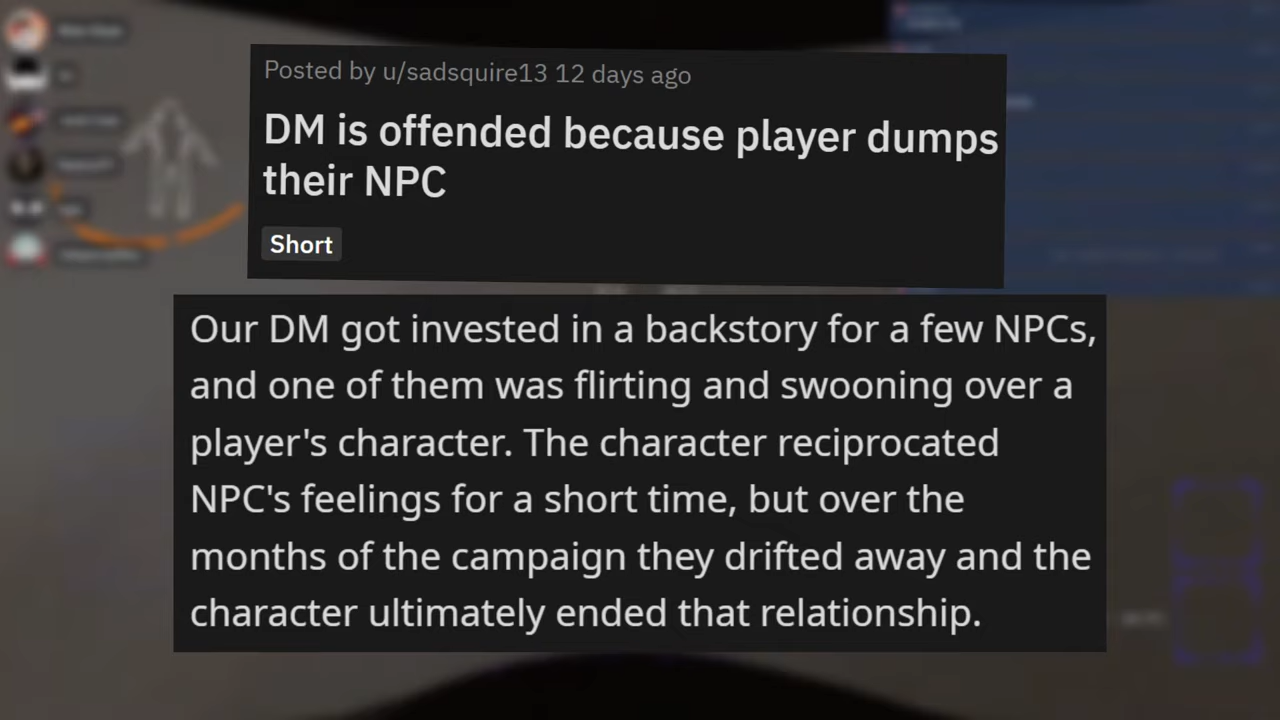 Posted by u/sadsquire13 12 days ago
DM is offended because player dumps
their NPC
Short
Our DM got invested in a backstory for a few NPCs,
and one of them was flirting and swooning over a
player's character. The character reciprocated
NPC's feelings for a short time, but over the
months of the campaign they drifted away and the
character ultimately ended that relationship.